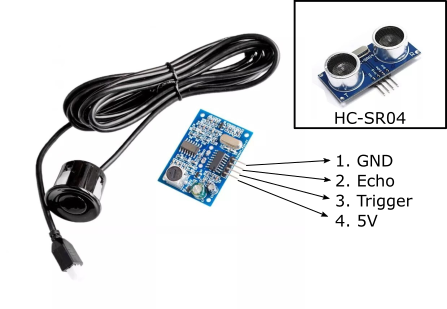 HC-SR04
1. GND
2. Echo
3. Trigger
4. 5V